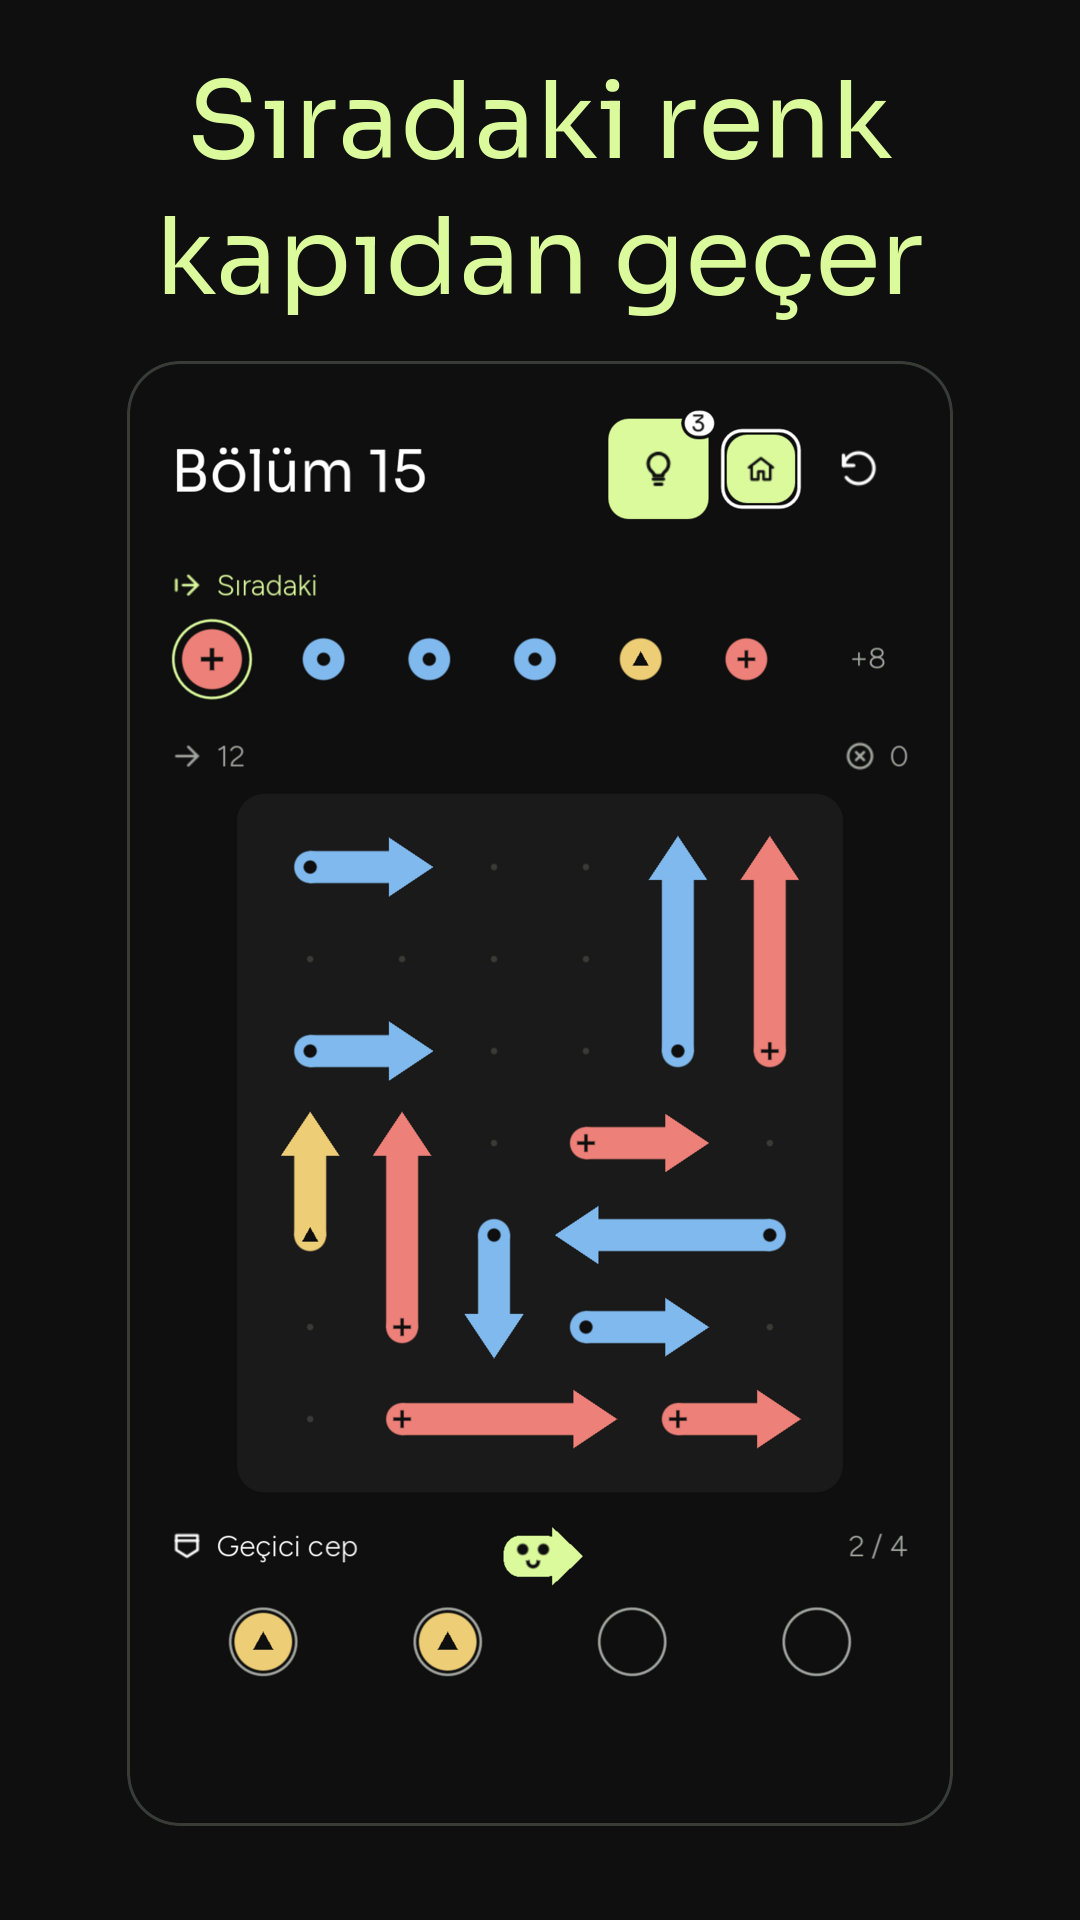 Sıradaki renk
kapıdan geçer
Bölüm 15
3
Sıradaki
+8
12
0
Geçici cep
2 / 4